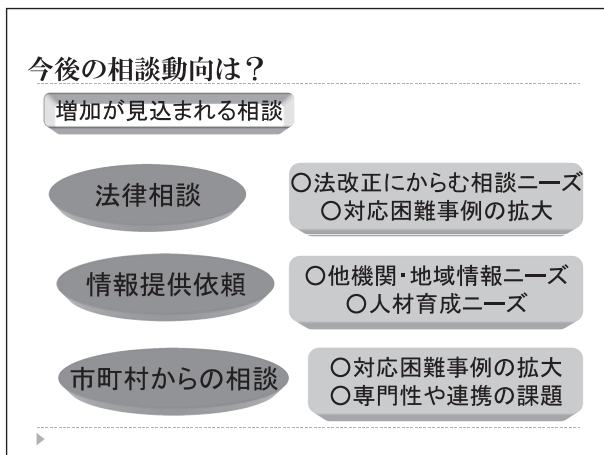 今後の相談動向は？
増加が見込まれる相談
法律相談
○法改正にからむ相談ニーズ
○対応困難事例の拡大
情報提供依頼
○他機関・地域情報ニーズ
○人材育成ニーズ
市町村からの相談
○対応困難事例の拡大
○専門性や連携の課題